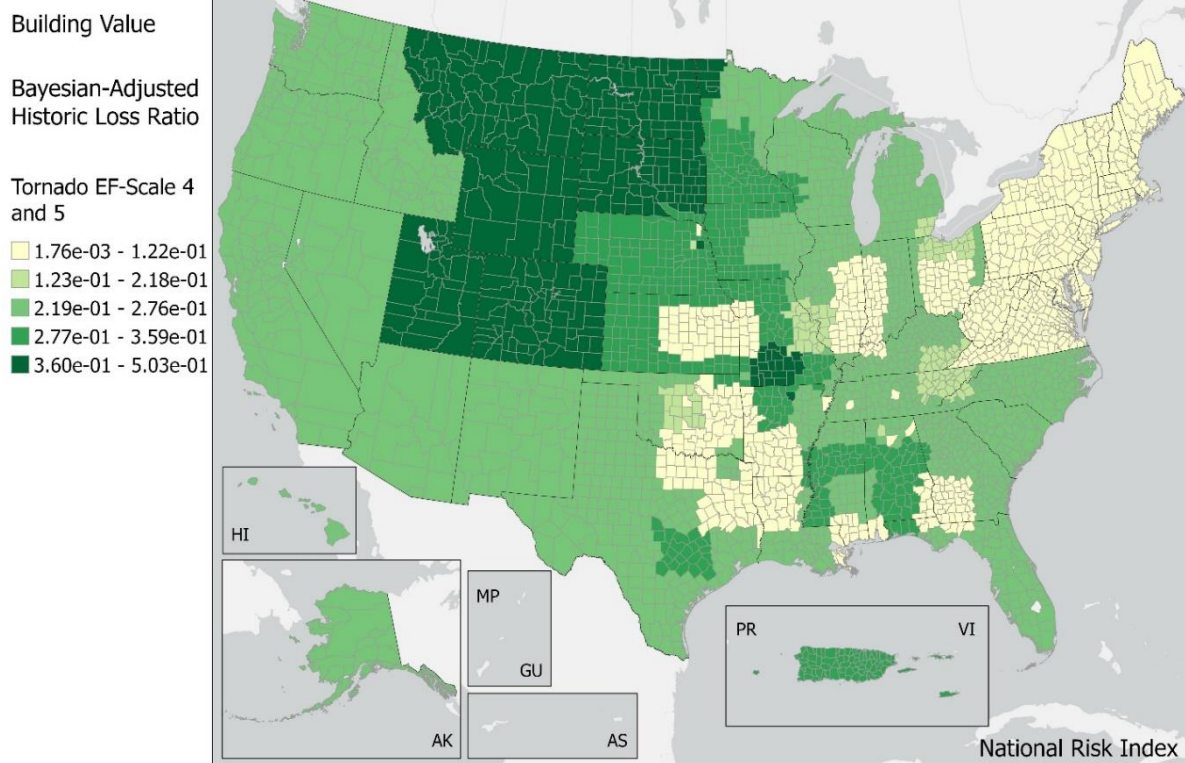 Building Value
Bayesian-Adjusted
Historic Loss Ratio
Tornado EF-Scale 4
and 5
1.76e-03 - 1.22e-01
1.23e-01 - 2.18e-01
2.19e-01 - 2.76e-01
2.77e-01 - 3.59e-01
3.60e-01 - 5.03e-01
HI
AK
MP
GU
AS
PR
VI
National Risk Index